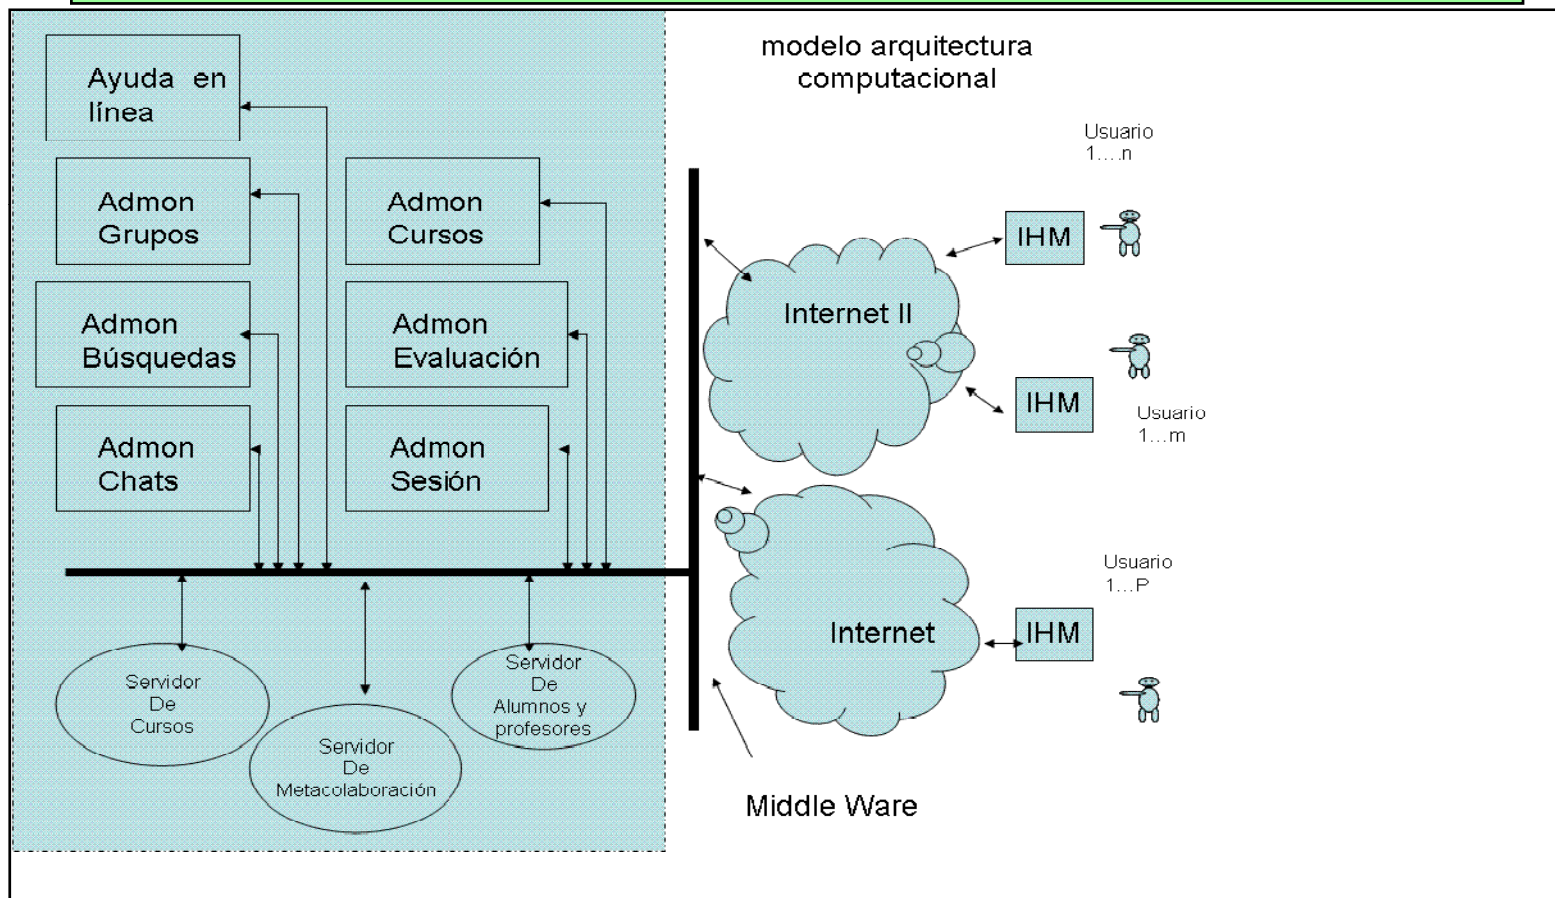 modelo arquitectura
computacional
Ayuda en
línea
Admon
Grupos
Admon
Cursos
Admon
Búsquedas
Admon
Evaluación
Admon
Chats
Admon
Sesión
Servidor
De
Cursos
Servidor
De
Metacolaboración
Servidor
De
Alumnos y
profesores
Internet II
Internet
Middle Ware
Usuario
1....n
IHM
IHM
Usuario
1...m
Usuario
1...P
IHM